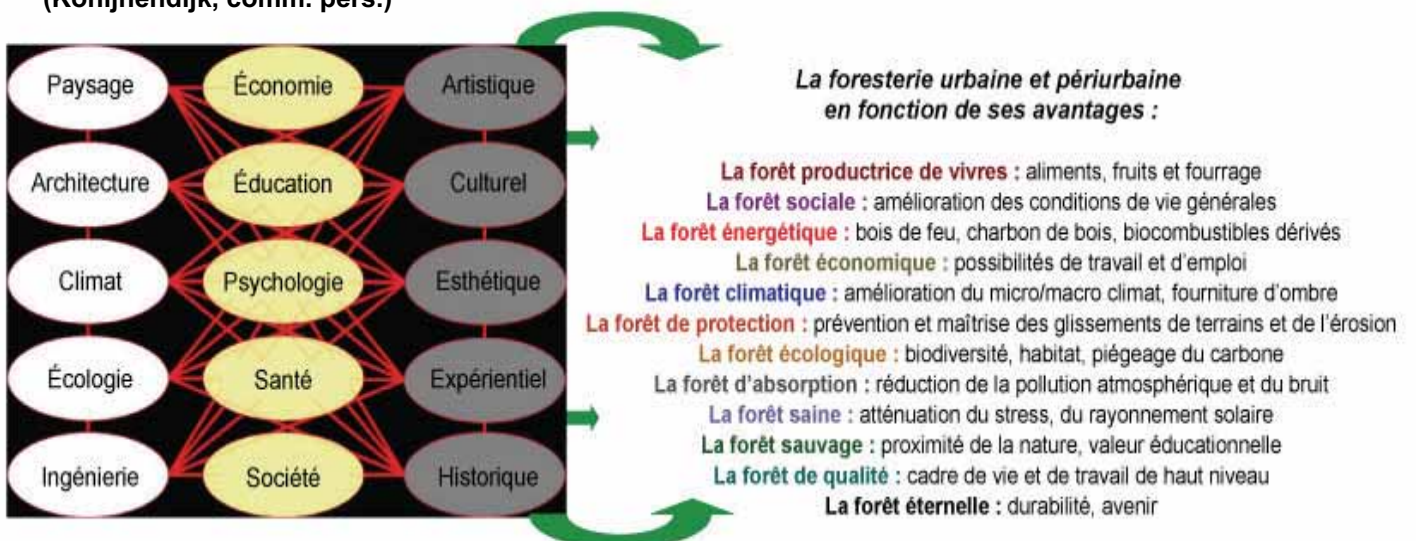 (Konijnendijk, comm. pers.)
Paysage
Économie
Artistique
Architecture
Éducation
Culturel
Climat
Psychologie
Esthétique
Écologie
Santé
Expérientiel
Ingénierie
Société
Historique
La foresterie urbaine et périurbaine
en fonction de ses avantages :
La forêt productrice de vivres : aliments, fruits et fourrage
La forêt sociale : amélioration des conditions de vie générales
La forêt énergétique : bois de feu, charbon de bois, biocombustibles dérivés
La forêt économique : possibilités de travail et d'emploi
La forêt climatique : amélioration du micro/macro climat, fourniture d'ombre
La forêt de protection : prévention et maîtrise des glissements de terrains et de l'érosion
La forêt écologique : biodiversité, habitat, piégeage du carbone
La forêt d'absorption : réduction de la pollution atmosphérique et du bruit
La forêt saine : atténuation du stress, du rayonnement solaire
La forêt sauvage : proximité de la nature, valeur éducationnelle
La forêt de qualité : cadre de vie et de travail de haut niveau
La forêt éternelle : durabilité, avenir